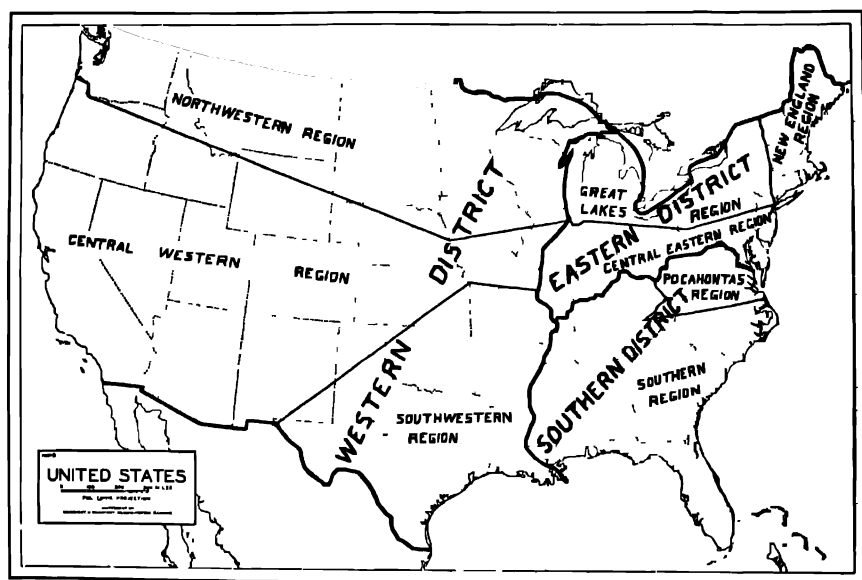 NORTHWESTERN REGION
NEW ENGLAND
REGION
GREAT
LAKES
REGION
EASTERN DISTRICT
CENTRAL EASTERN REGION
CENTRAL WESTERN REGION
WESTERN DISTRICT
POCAHONTAS
REGION
SOUTHERN DISTRICT
SOUTHERN
REGION
SOUTHWESTERN
REGION
UNITED STATES